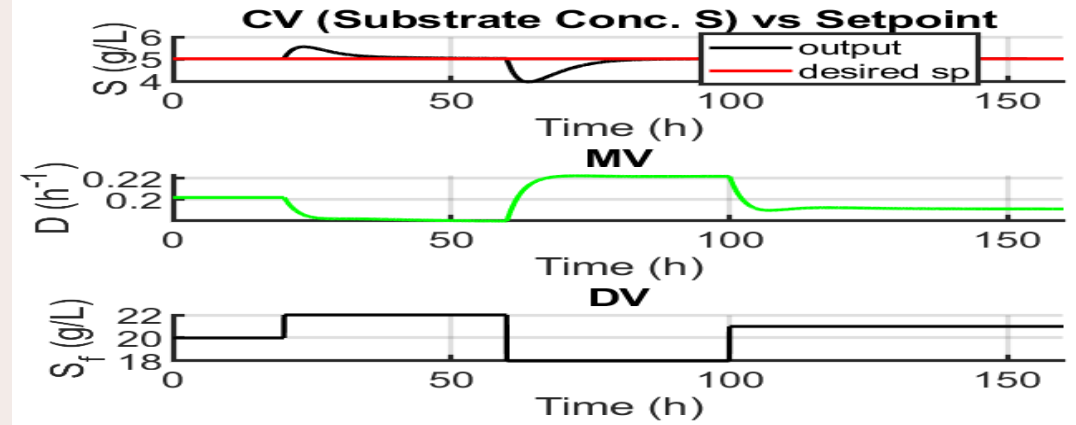 CV (Substrate Conc. S) vs Setpoint
6
5
4
S (g/L)
output
desired sp
0 50 100 150
Time (h)
MV
0.22
0.2
D (h⁻¹)
0 50 100 150
Time (h)
DV
22
20
18
S_f (g/L)
0 50 100 150
Time (h)